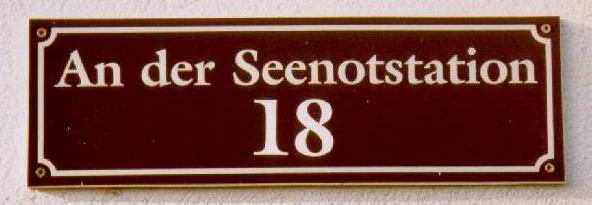 An der Seenotstation
18